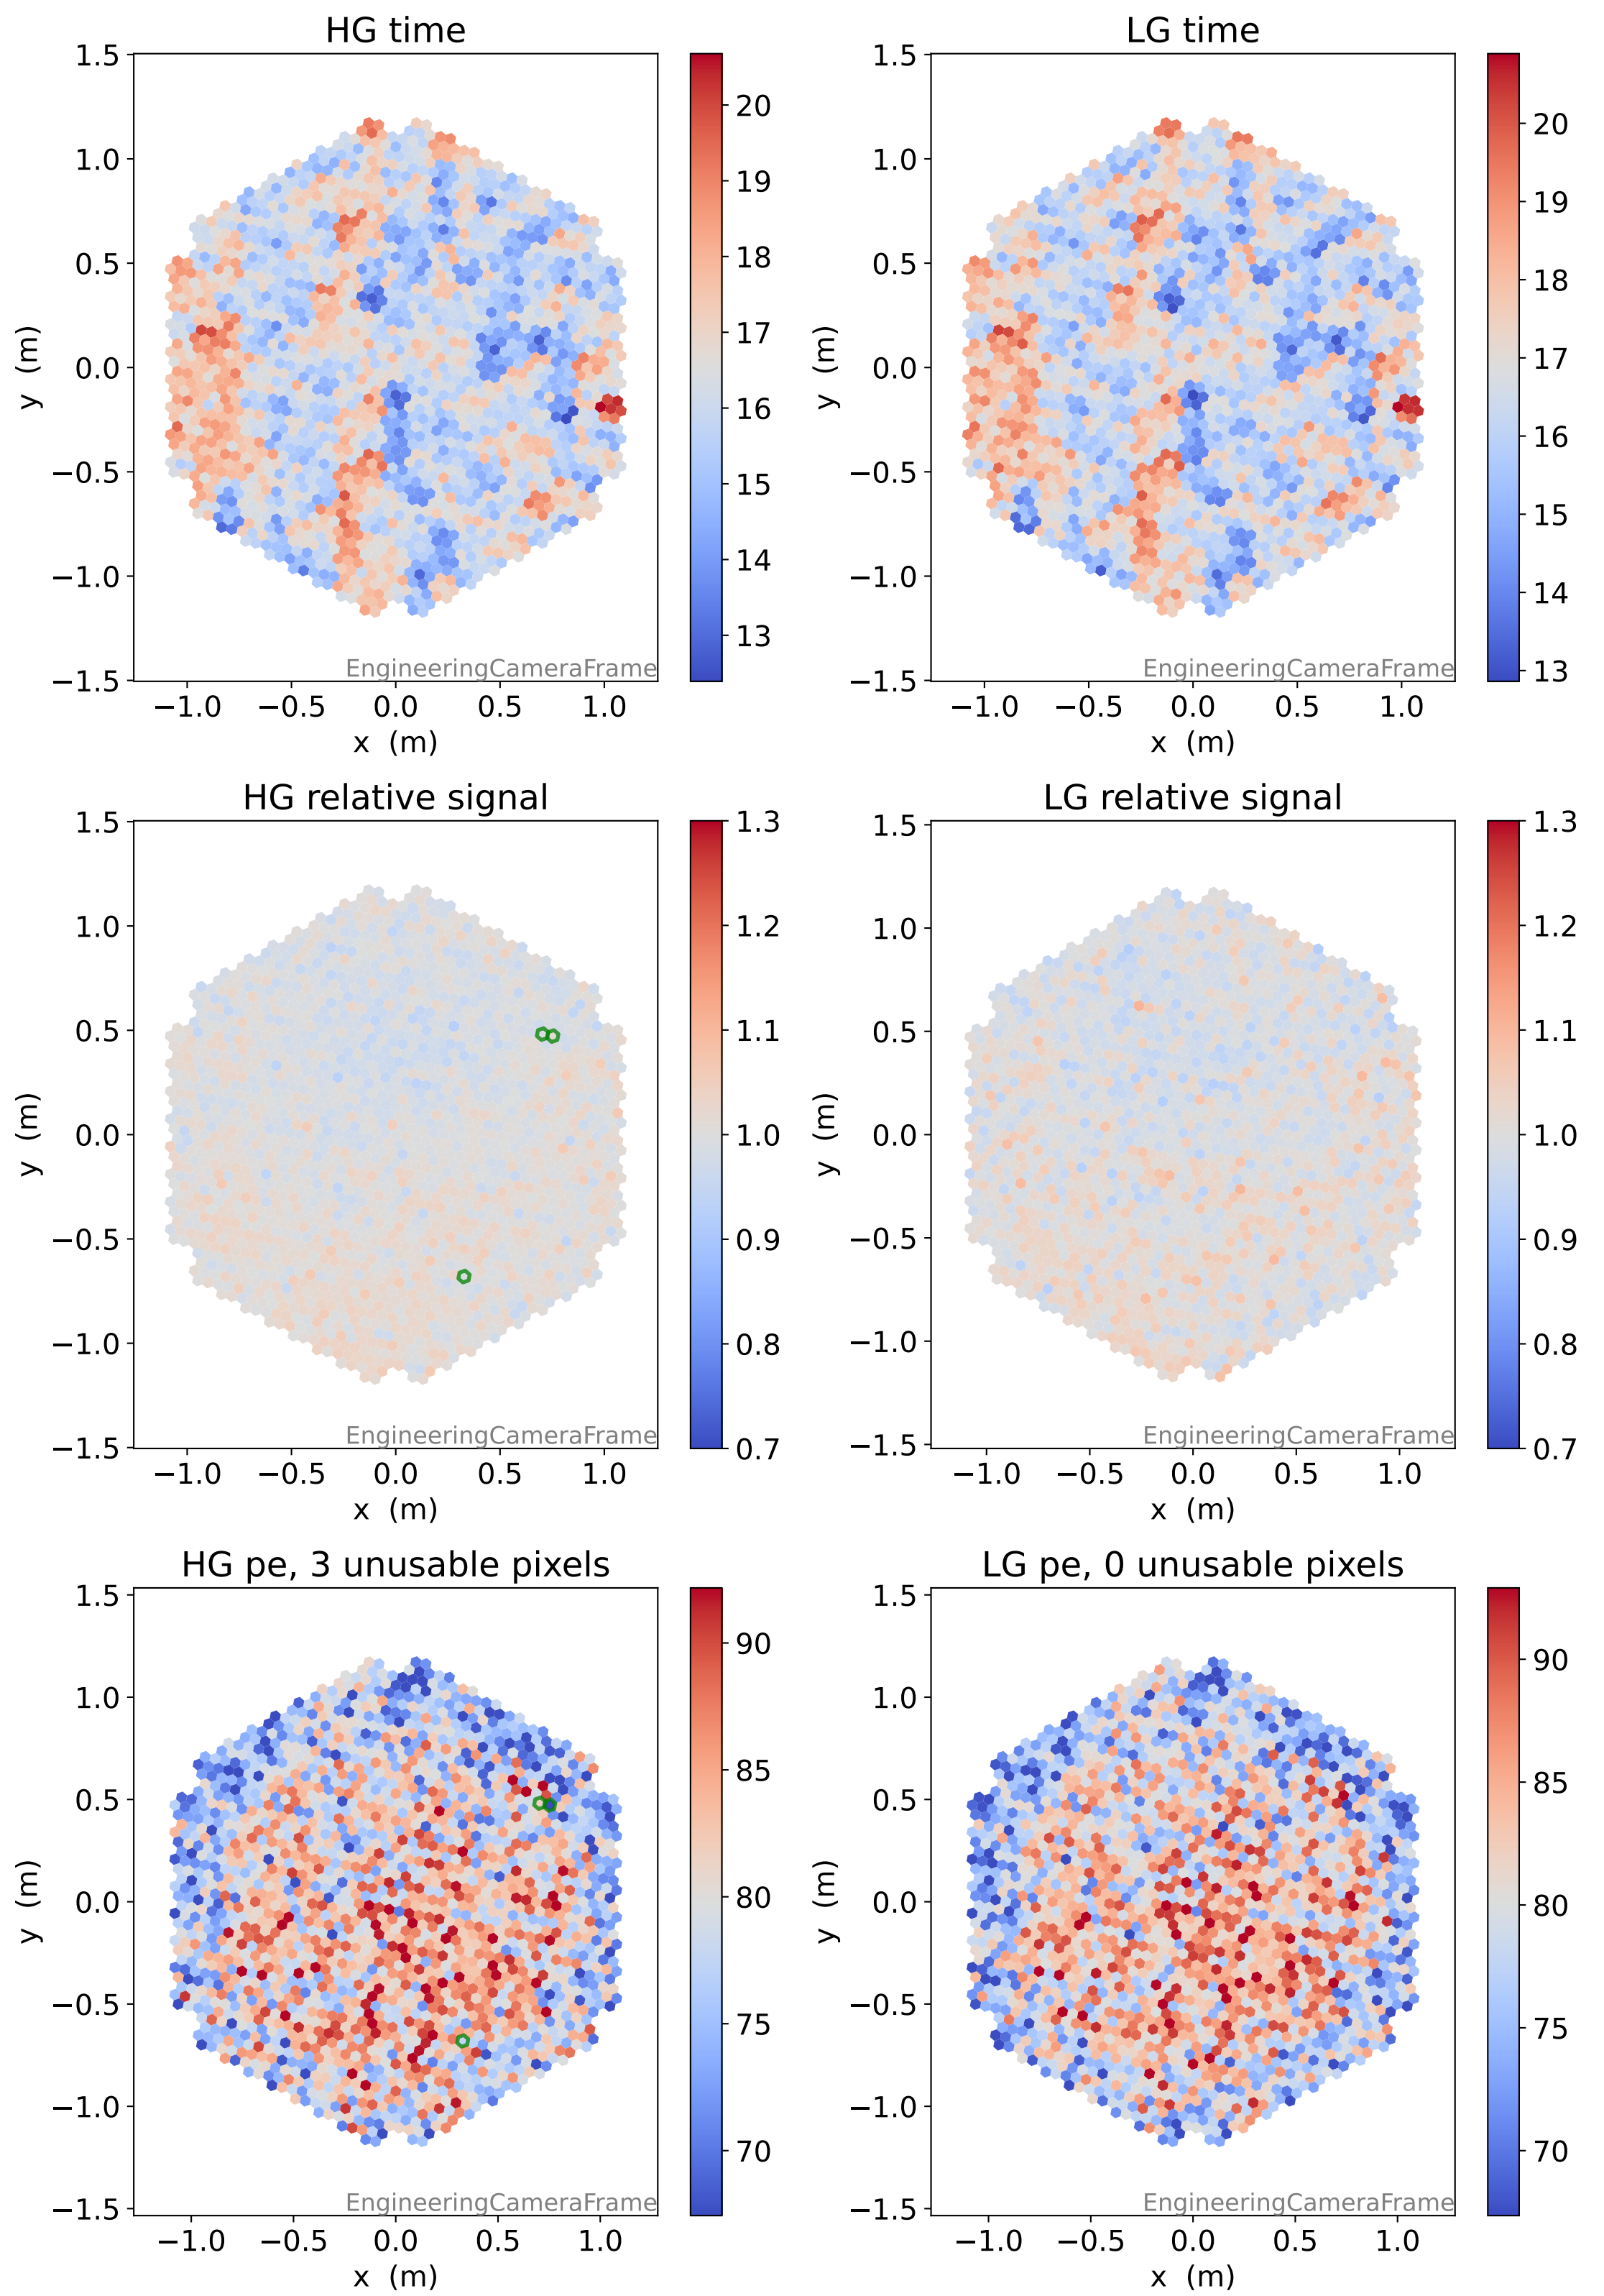 HG time
1.5
1.0
0.5
0.0
−0.5
−1.0
−1.5
y (m)
−1.0 −0.5 0.0 0.5 1.0
x (m)
EngineeringCameraFrame
20
19
18
17
16
15
14
13
LG time
1.5
1.0
0.5
0.0
−0.5
−1.0
−1.5
y (m)
−1.0 −0.5 0.0 0.5 1.0
x (m)
EngineeringCameraFrame
20
19
18
17
16
15
14
13
HG relative signal
1.5
1.0
0.5
0.0
−0.5
−1.0
−1.5
y (m)
−1.0 −0.5 0.0 0.5 1.0
x (m)
EngineeringCameraFrame
1.3
1.2
1.1
1.0
0.9
0.8
0.7
LG relative signal
1.5
1.0
0.5
0.0
−0.5
−1.0
−1.5
y (m)
−1.0 −0.5 0.0 0.5 1.0
x (m)
EngineeringCameraFrame
1.3
1.2
1.1
1.0
0.9
0.8
0.7
HG pe, 3 unusable pixels
1.5
1.0
0.5
0.0
−0.5
−1.0
−1.5
y (m)
−1.0 −0.5 0.0 0.5 1.0
x (m)
EngineeringCameraFrame
90
85
80
75
70
LG pe, 0 unusable pixels
1.5
1.0
0.5
0.0
−0.5
−1.0
−1.5
y (m)
−1.0 −0.5 0.0 0.5 1.0
x (m)
EngineeringCameraFrame
90
85
80
75
70